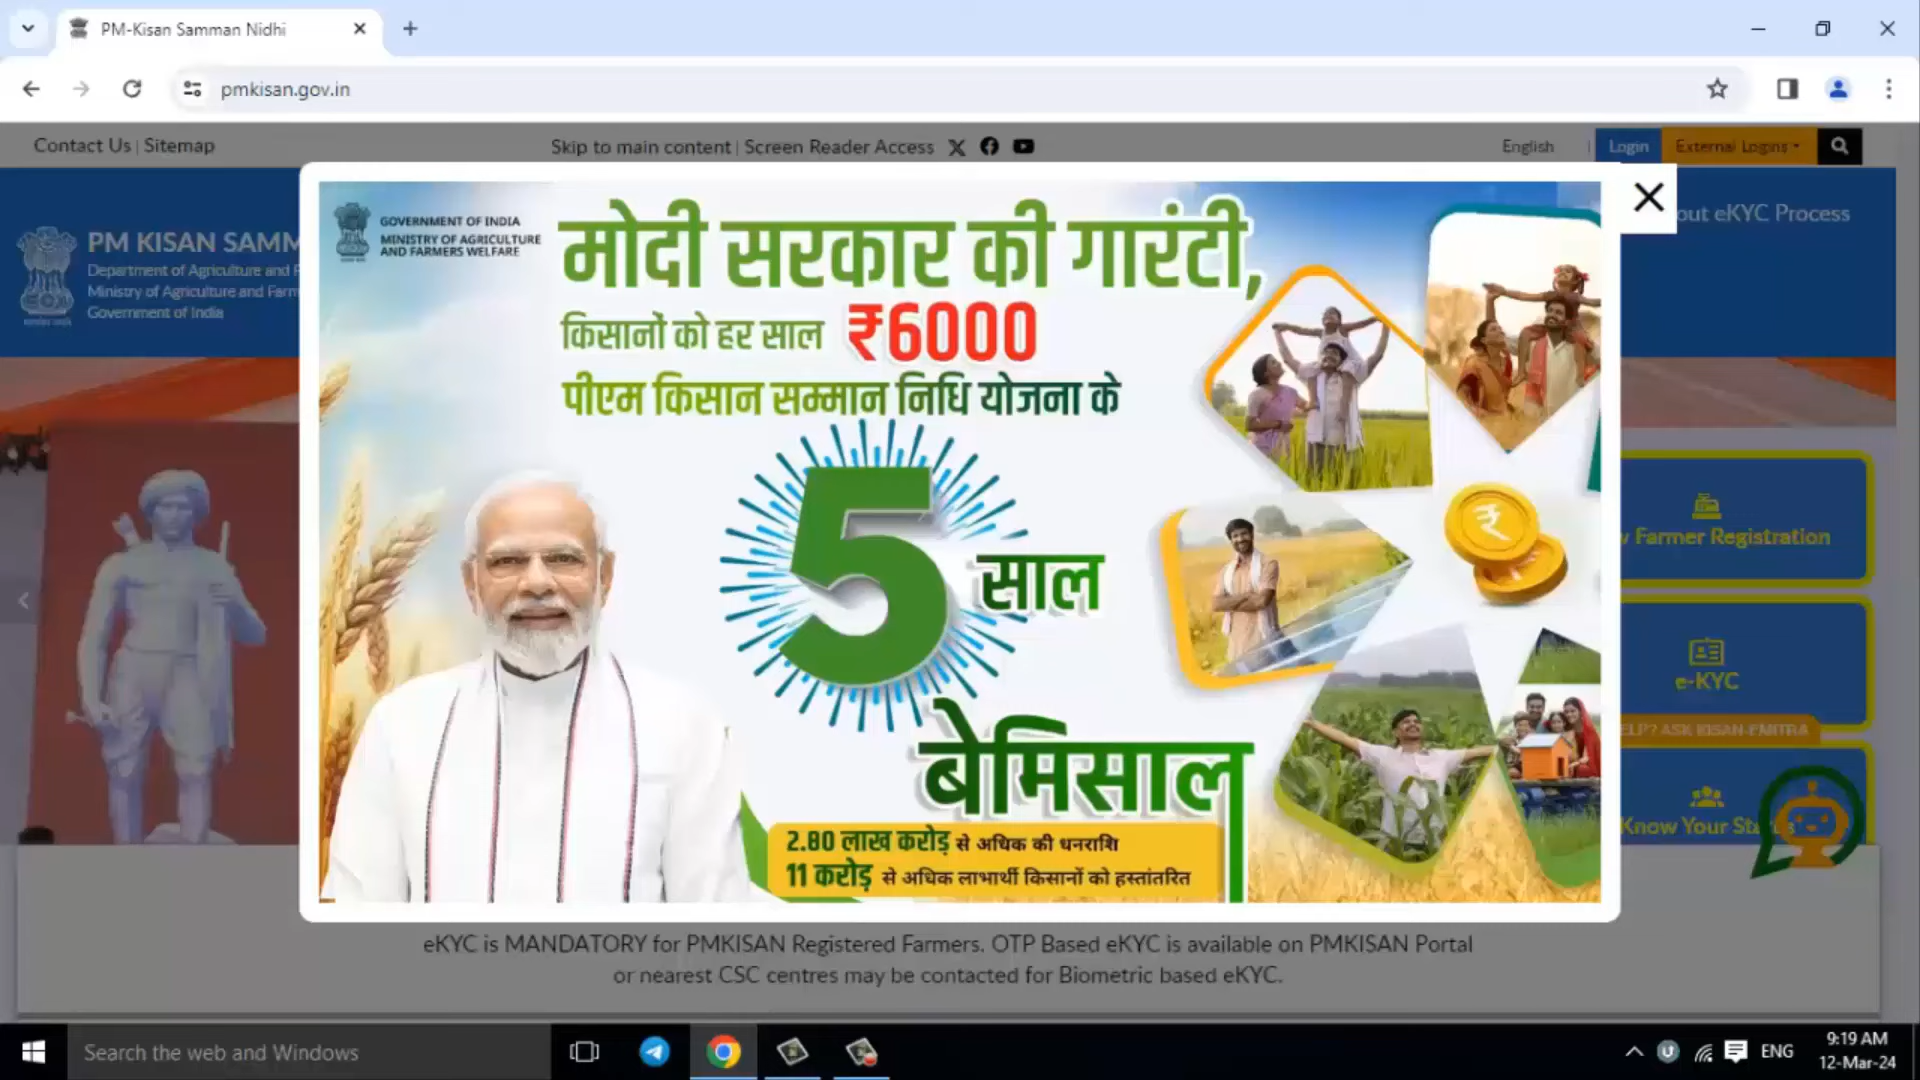 PM-Kisan Samman Nidhi
pmkisan.gov.in
Contact Us | Sitemap
Skip to main content | Screen Reader Access
English
Login
External Logins
PM KISAN SAMM
Department of Agriculture and F
Ministry of Agriculture and Farm
Government of India
out eKYC Process
GOVERNMENT OF INDIA
MINISTRY OF AGRICULTURE
AND FARMERS WELFARE
मोदी सरकार की गारंटी,
किसानों को हर साल ₹6000
पीएम किसान सम्मान निधि योजना के
5 साल
बेमिसाल
2.80 लाख करोड़ से अधिक की धनराशि
11 करोड़ से अधिक लाभार्थी किसानों को हस्तांतरित
Farmer Registration
e-KYC
ELP? ASK KISAN-EMITRA
Know Your Sta
eKYC is MANDATORY for PMKISAN Registered Farmers. OTP Based eKYC is available on PMKISAN Portal
or nearest CSC centres may be contacted for Biometric based eKYC.
Search the web and Windows
ENG
9:19 AM
12-Mar-24